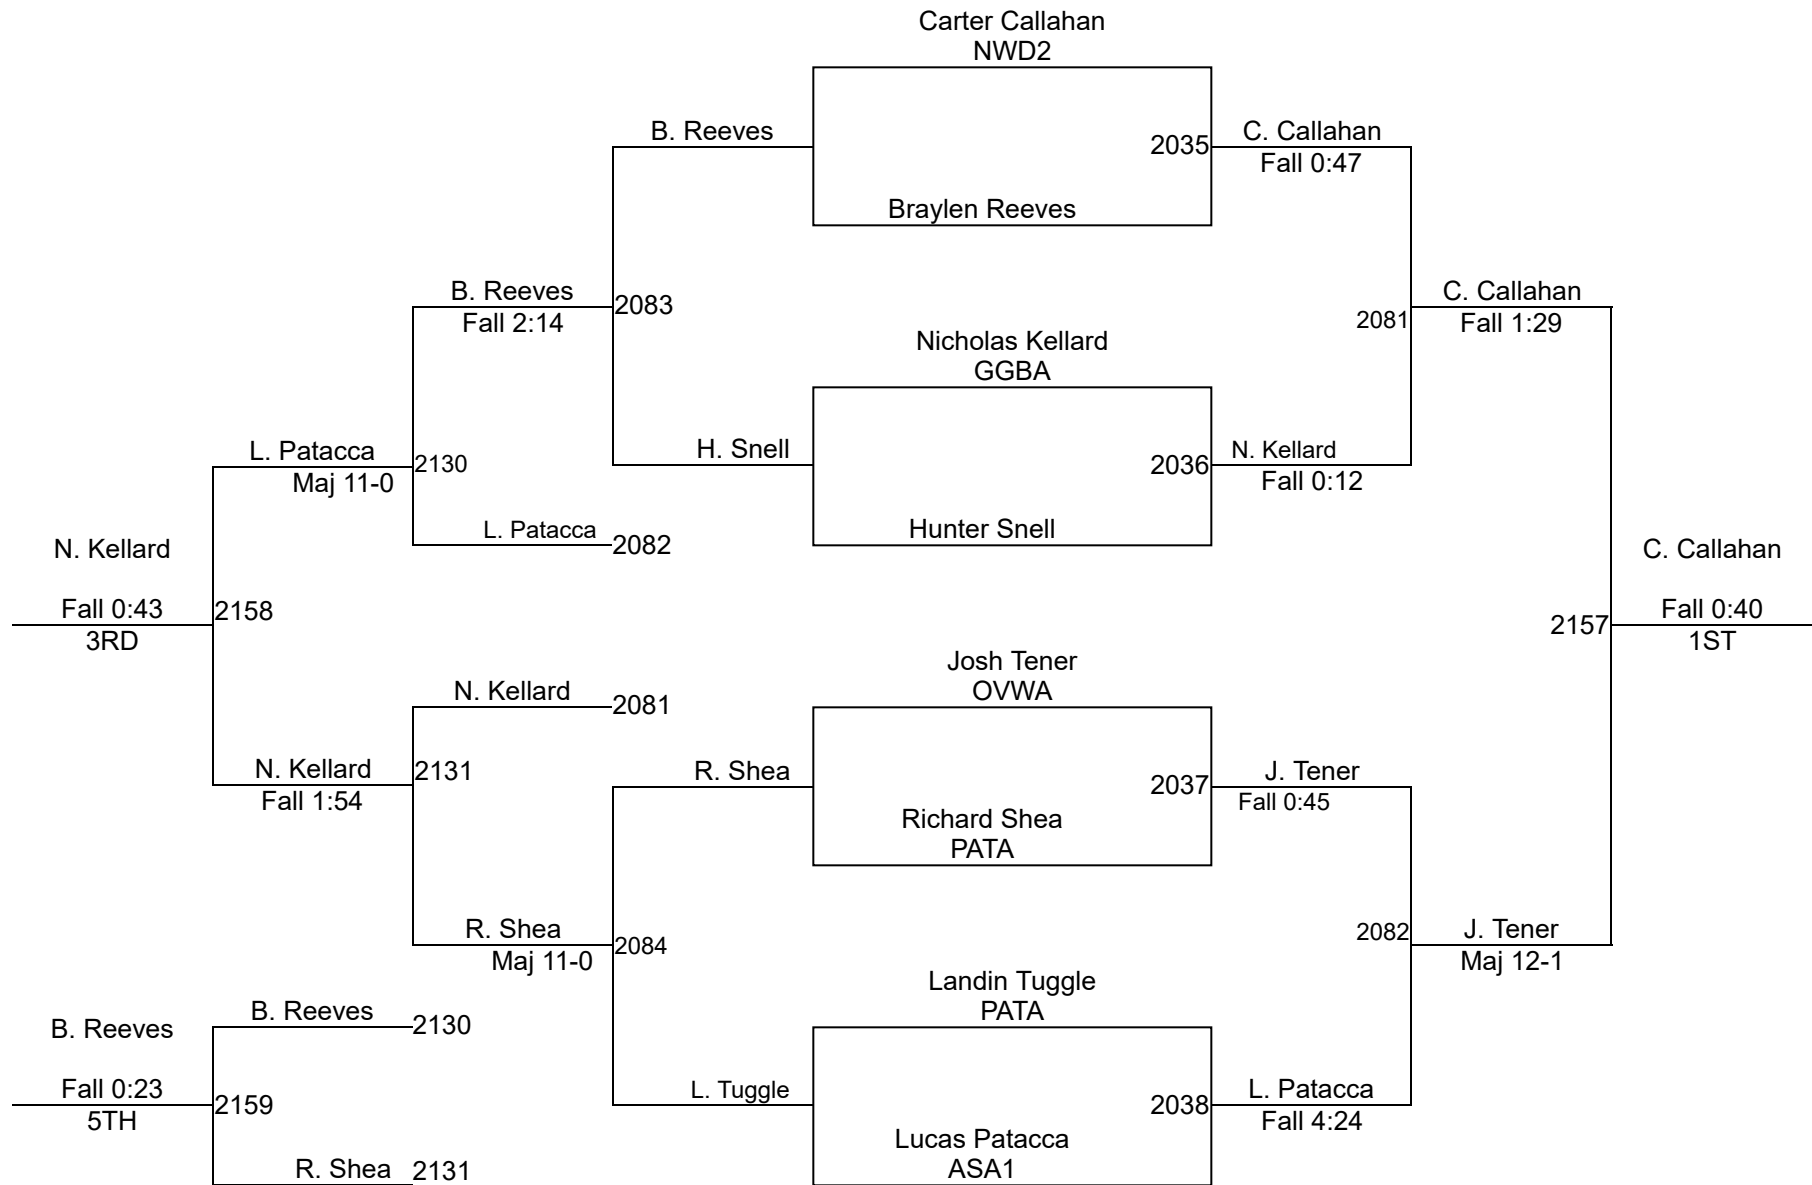 Carter Callahan
NWD2
B. Reeves
2035
C. Callahan
Fall 0:47
Braylen Reeves
B. Reeves
Fall 2:14
2083
2081
C. Callahan
Fall 1:29
Nicholas Kellard
GGBA
L. Patacca
Maj 11-0
2130
H. Snell
2036
N. Kellard
Fall 0:12
L. Patacca
2082
Hunter Snell
N. Kellard
Fall 0:43
3RD
2158
2157
C. Callahan
Fall 0:40
1ST
Josh Tener
OVWA
N. Kellard
2081
N. Kellard
Fall 1:54
2131
R. Shea
2037
J. Tener
Fall 0:45
Richard Shea
PATA
R. Shea
Maj 11-0
2084
2082
J. Tener
Maj 12-1
Landin Tuggle
PATA
B. Reeves
2130
B. Reeves
Fall 0:23
5TH
2159
L. Tuggle
2038
L. Patacca
Fall 4:24
Lucas Patacca
ASA1
R. Shea
2131